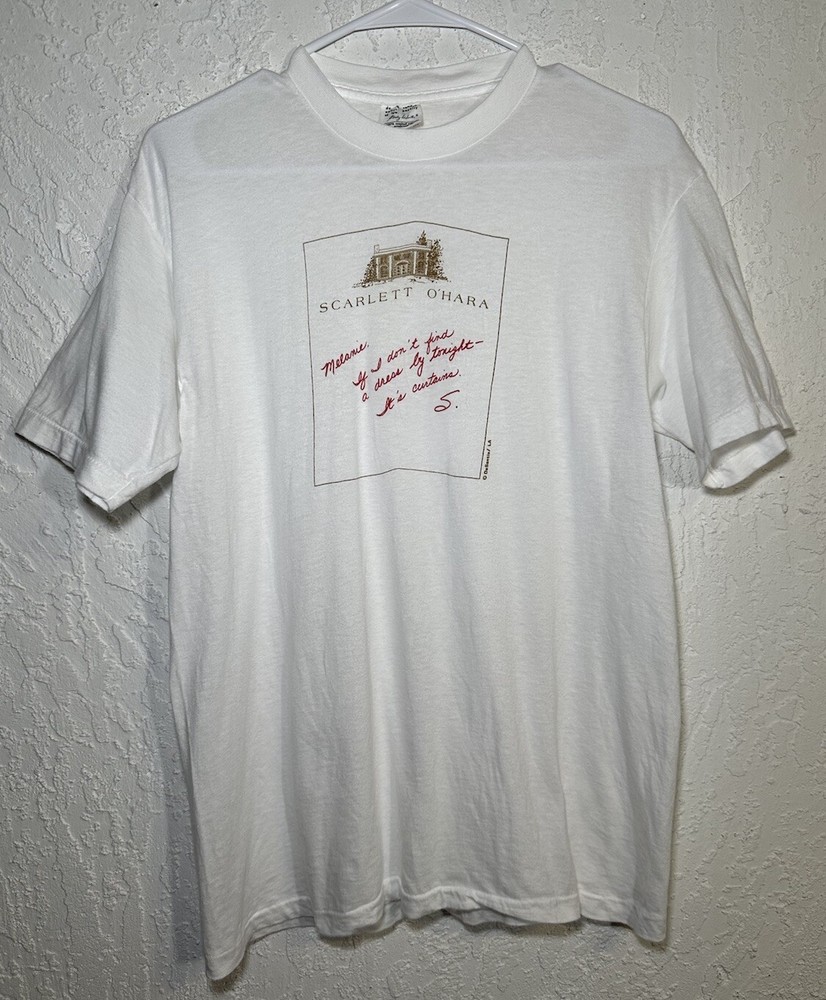 SCARLETT O'HARA
Melanie,
If I don't find
a dress by tonight—
It's curtains.
S.